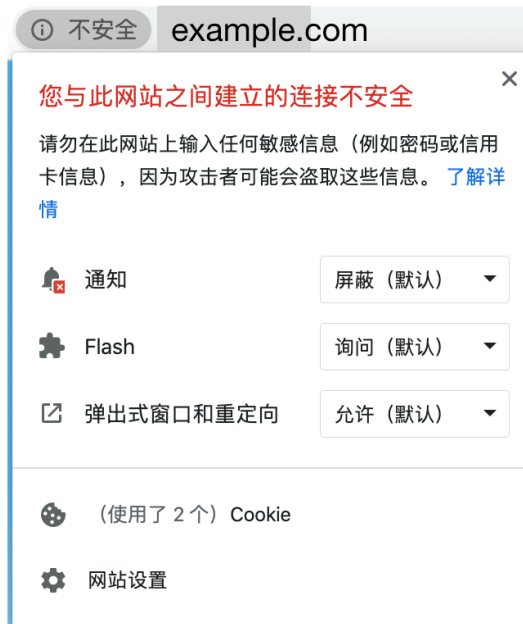 不安全 example.com
您与此网站之间建立的连接不安全
请勿在此网站上输入任何敏感信息（例如密码或信用
卡信息），因为攻击者可能会盗取这些信息。 了解详
情
通知 屏蔽（默认）
Flash 询问（默认）
弹出式窗口和重定向 允许（默认）
（使用了 2 个）Cookie
网站设置